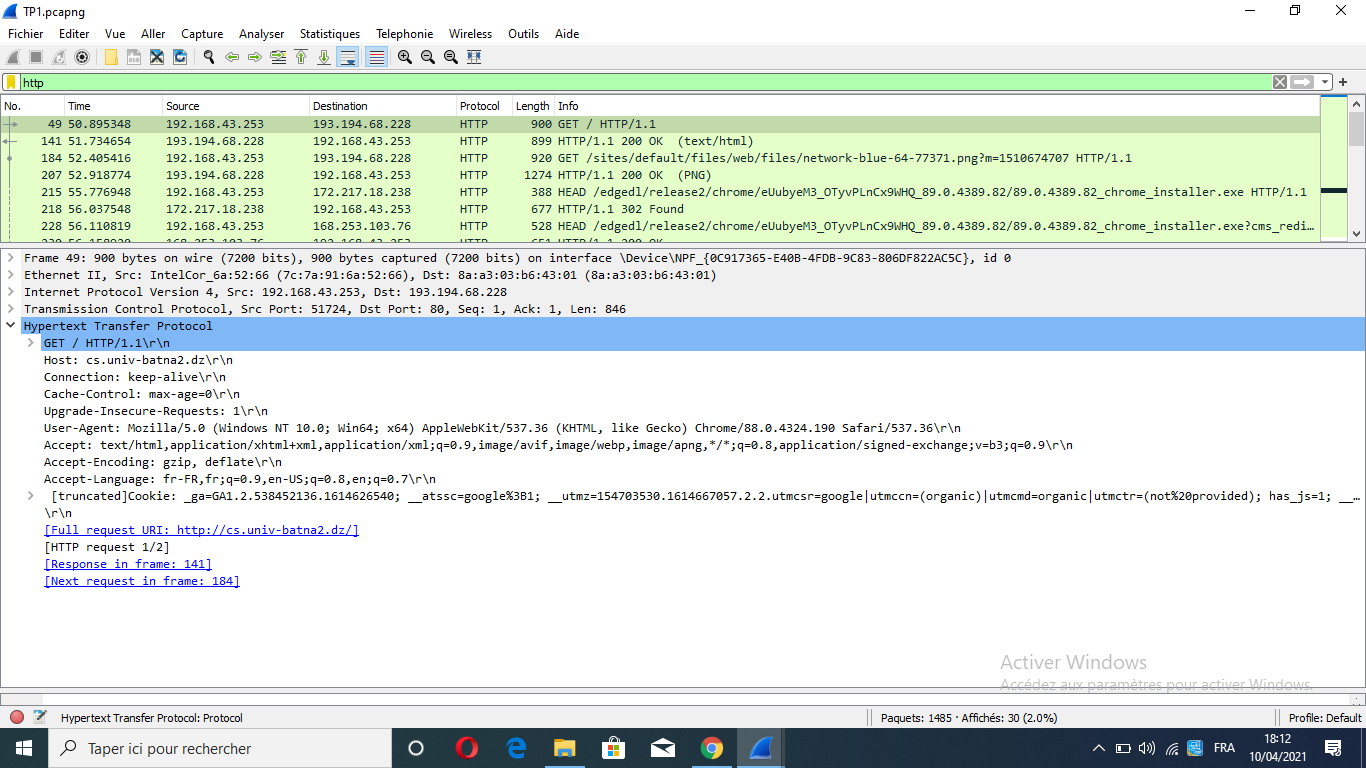 TP1.pcapng
Fichier Editer Vue Aller Capture Analyser Statistiques Telephonie Wireless Outils Aide
http
No. Time Source Destination Protocol Length Info
49 50.895348 192.168.43.253 193.194.68.228 HTTP 900 GET / HTTP/1.1
141 51.734654 193.194.68.228 192.168.43.253 HTTP 899 HTTP/1.1 200 OK (text/html)
184 52.405416 192.168.43.253 193.194.68.228 HTTP 920 GET /sites/default/files/web/files/network-blue-64-77371.png?m=1510674707 HTTP/1.1
207 52.918774 193.194.68.228 192.168.43.253 HTTP 1274 HTTP/1.1 200 OK (PNG)
215 55.776948 192.168.43.253 172.217.18.238 HTTP 388 HEAD /edgedl/release2/chrome/eUubyeM3_OTyvPLnCx9WHQ_89.0.4389.82/89.0.4389.82_chrome_installer.exe HTTP/1.1
218 56.037548 172.217.18.238 192.168.43.253 HTTP 677 HTTP/1.1 302 Found
228 56.110819 192.168.43.253 168.253.103.76 HTTP 528 HEAD /edgedl/release2/chrome/eUubyeM3_OTyvPLnCx9WHQ_89.0.4389.82/89.0.4389.82_chrome_installer.exe?cms_redi…
Frame 49: 900 bytes on wire (7200 bits), 900 bytes captured (7200 bits) on interface \Device\NPF_{0C917365-E40B-4FDB-9C83-806DF822AC5C}, id 0
Ethernet II, Src: IntelCor_6a:52:66 (7c:7a:91:6a:52:66), Dst: 8a:a3:03:b6:43:01 (8a:a3:03:b6:43:01)
Internet Protocol Version 4, Src: 192.168.43.253, Dst: 193.194.68.228
Transmission Control Protocol, Src Port: 51724, Dst Port: 80, Seq: 1, Ack: 1, Len: 846
Hypertext Transfer Protocol
GET / HTTP/1.1\r\n
Host: cs.univ-batna2.dz\r\n
Connection: keep-alive\r\n
Cache-Control: max-age=0\r\n
Upgrade-Insecure-Requests: 1\r\n
User-Agent: Mozilla/5.0 (Windows NT 10.0; Win64; x64) AppleWebKit/537.36 (KHTML, like Gecko) Chrome/88.0.4324.190 Safari/537.36\r\n
Accept: text/html,application/xhtml+xml,application/xml;q=0.9,image/avif,image/webp,image/apng,*/*;q=0.8,application/signed-exchange;v=b3;q=0.9\r\n
Accept-Encoding: gzip, deflate\r\n
Accept-Language: fr-FR,fr;q=0.9,en-US;q=0.8,en;q=0.7\r\n
[truncated]Cookie: _ga=GA1.2.538452136.1614626540; __atssc=google%3B1; __utmz=154703530.1614667057.2.2.utmcsr=google|utmccn=(organic)|utmcmd=organic|utmctr=(not%20provided); has_js=1; __…
\r\n
[Full request URI: http://cs.univ-batna2.dz/]
[HTTP request 1/2]
[Response in frame: 141]
[Next request in frame: 184]
Activer Windows
Accédez aux paramètres pour activer Windows.
Hypertext Transfer Protocol: Protocol
Paquets: 1485 · Affichés: 30 (2.0%)
Profile: Default
Taper ici pour rechercher
FRA
18:12
10/04/2021